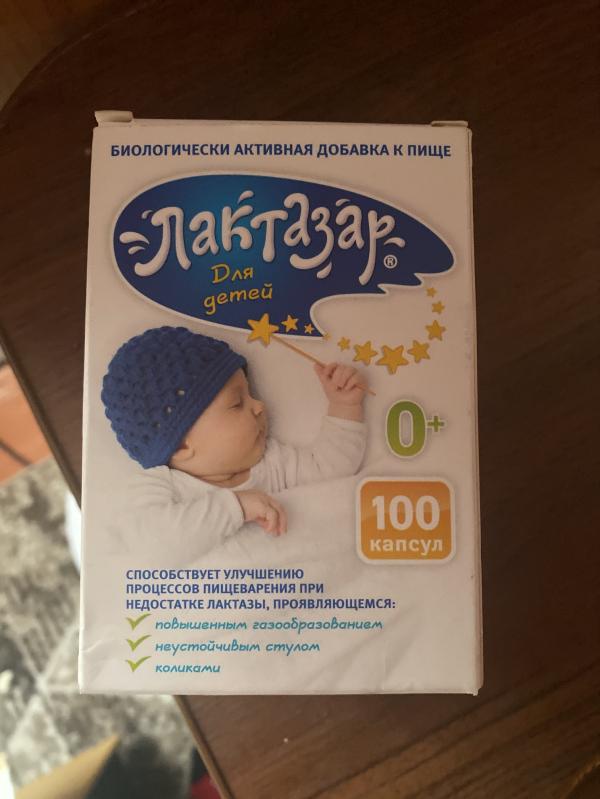 БИОЛОГИЧЕСКИ АКТИВНАЯ ДОБАВКА К ПИЩЕ
Лактазар®
Для
детей
0+
100
капсул
СПОСОБСТВУЕТ УЛУЧШЕНИЮ
ПРОЦЕССОВ ПИЩЕВАРЕНИЯ ПРИ
НЕДОСТАТКЕ ЛАКТАЗЫ, ПРОЯВЛЯЮЩЕМСЯ:
повышенным газообразованием
неустойчивым стулом
коликами